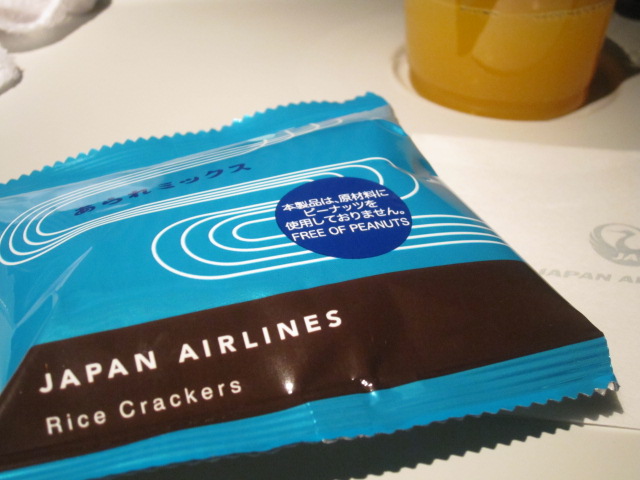 あられミックス
本製品は、原材料に
ピーナッツを
使用しておりません。
FREE OF PEANUTS
JAPAN AIRLINES
Rice Crackers
JAPAN